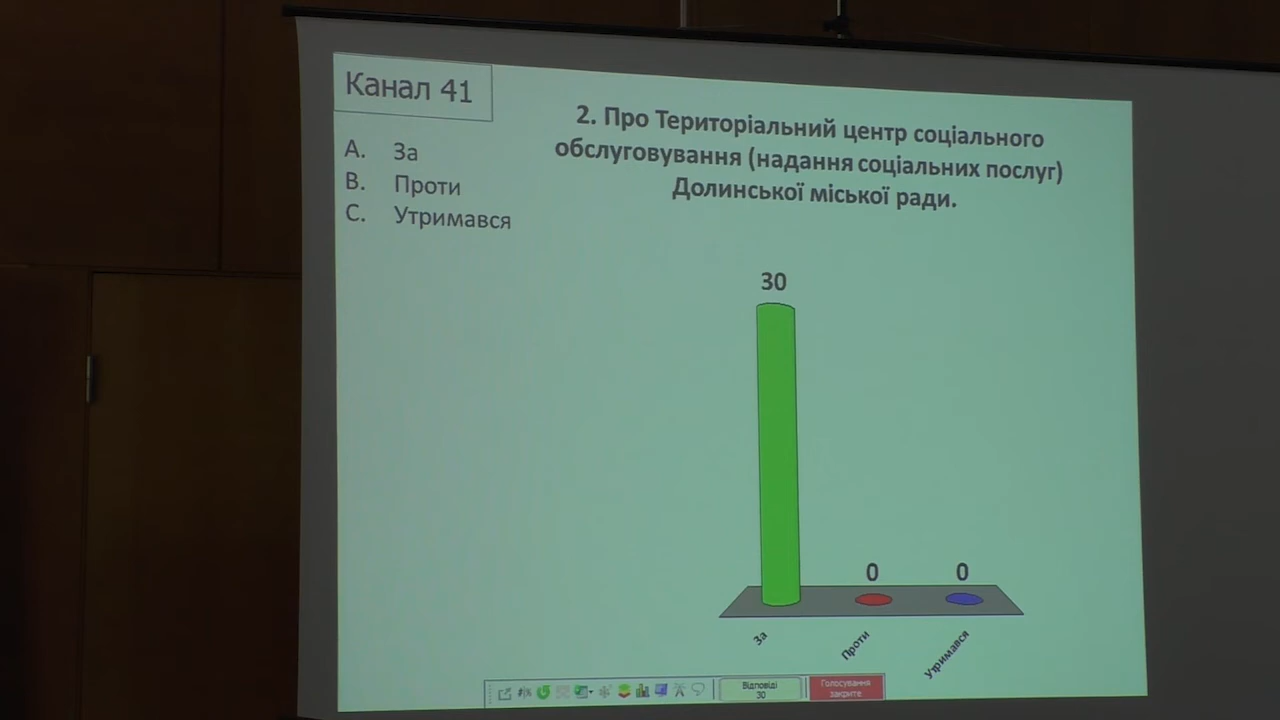 Канал 41
2. Про Територіальний центр соціального
обслуговування (надання соціальних послуг)
Долинської міської ради.
A. За
B. Проти
C. Утримався
30
0
0
За
Проти
Утримався
Відповіді
30
Голосування
закрите